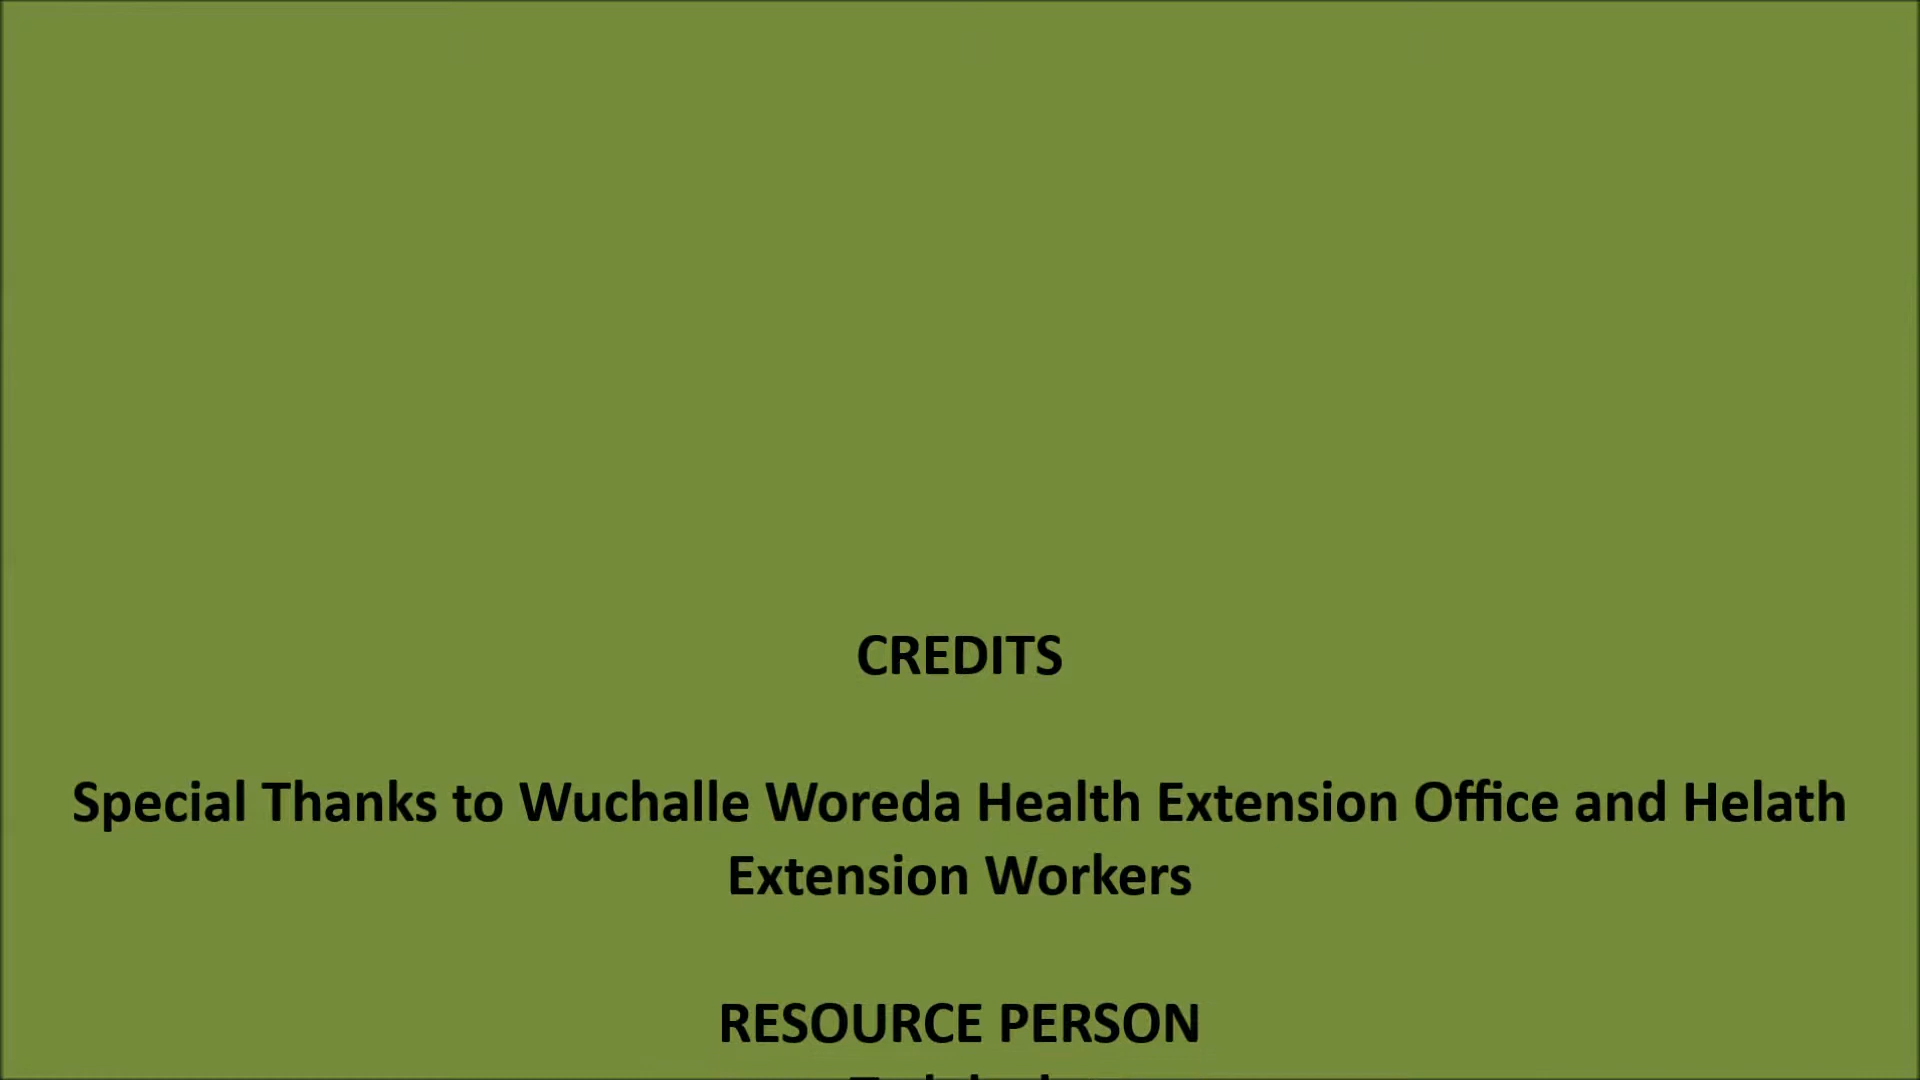 CREDITS
Special Thanks to Wuchalle Woreda Health Extension Office and Helath
Extension Workers
RESOURCE PERSON